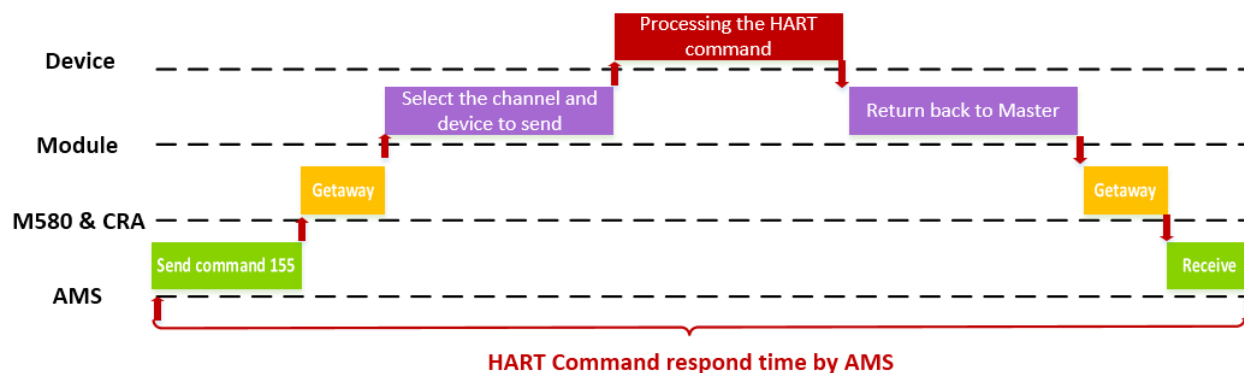 Processing the HART
command
Device
Select the channel and
device to send
Return back to Master
Module
Getaway
Getaway
M580 & CRA
Send command 155
Receive
AMS
HART Command respond time by AMS